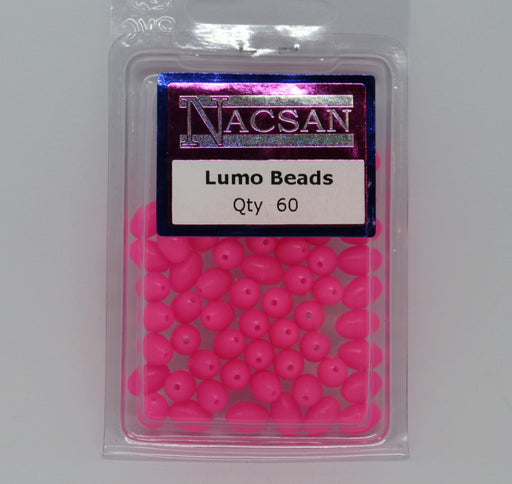 NACSAN
Lumo Beads
Qty 60